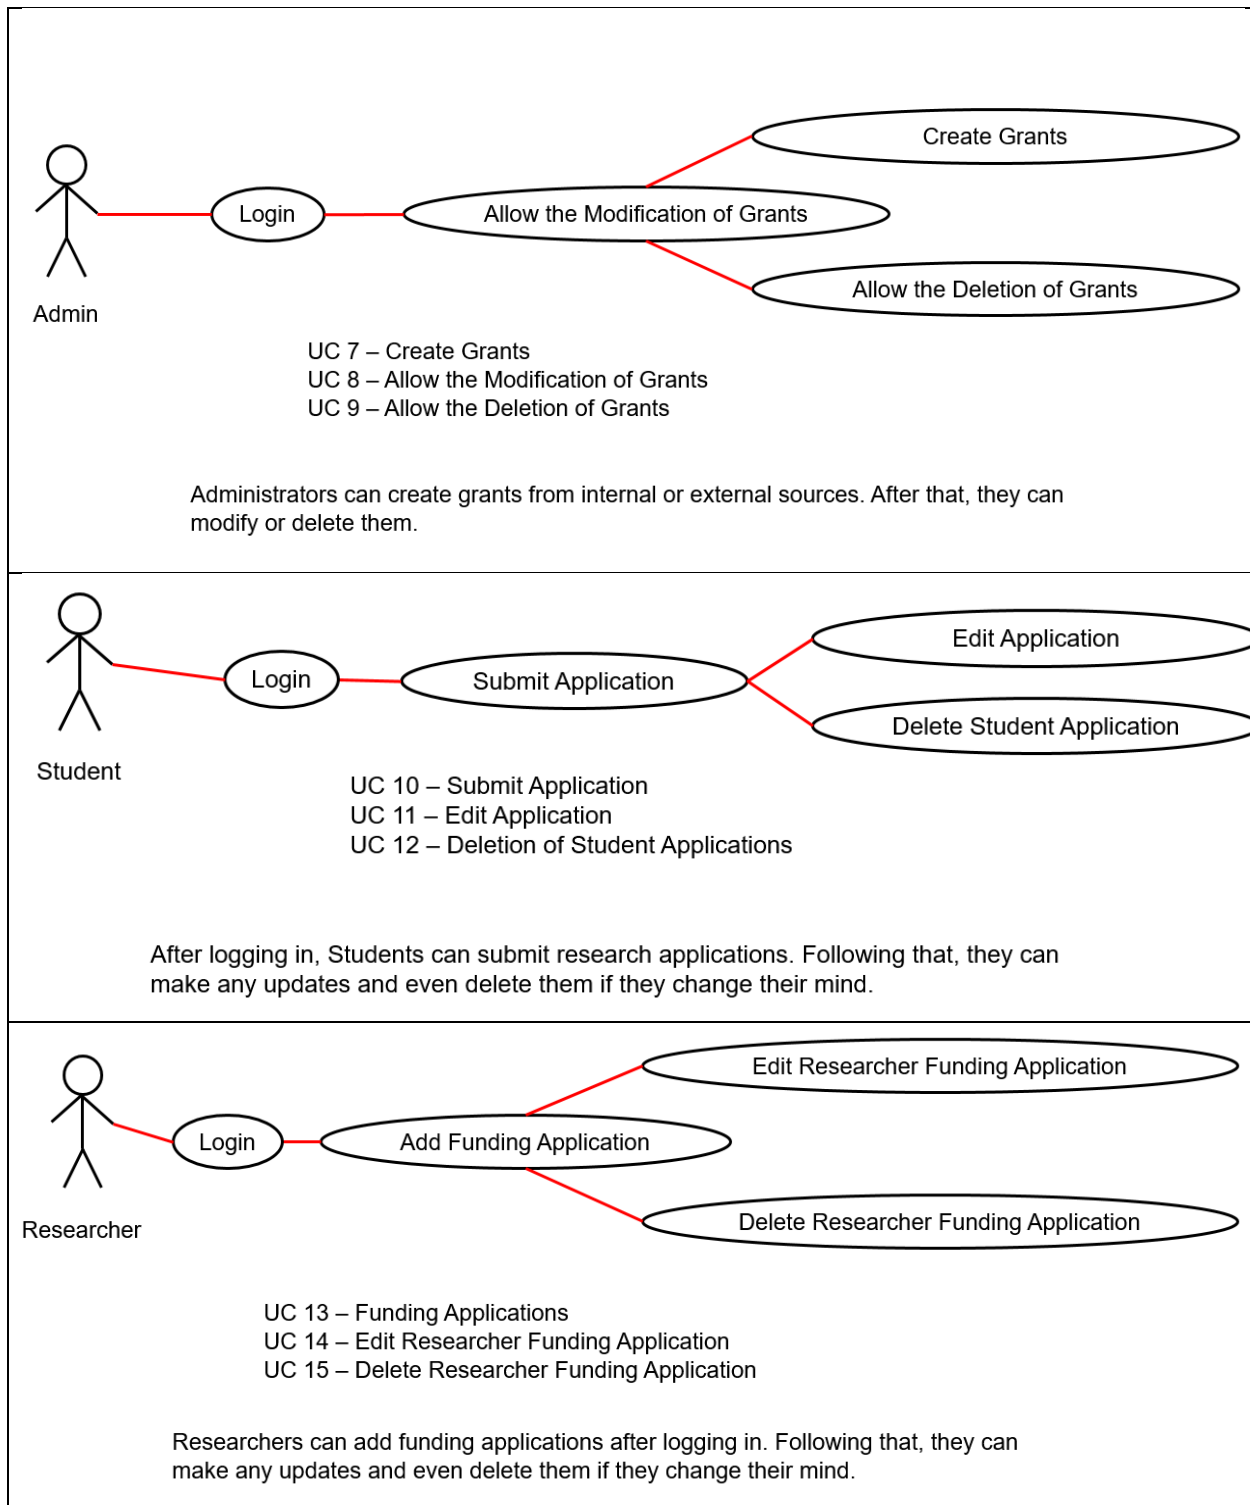 Create Grants
Login
Allow the Modification of Grants
Allow the Deletion of Grants
Admin
UC 7 – Create Grants
UC 8 – Allow the Modification of Grants
UC 9 – Allow the Deletion of Grants
Administrators can create grants from internal or external sources. After that, they can
modify or delete them.
Edit Application
Login
Submit Application
Delete Student Application
Student
UC 10 – Submit Application
UC 11 – Edit Application
UC 12 – Deletion of Student Applications
After logging in, Students can submit research applications. Following that, they can
make any updates and even delete them if they change their mind.
Edit Researcher Funding Application
Login
Add Funding Application
Delete Researcher Funding Application
Researcher
UC 13 – Funding Applications
UC 14 – Edit Researcher Funding Application
UC 15 – Delete Researcher Funding Application
Researchers can add funding applications after logging in. Following that, they can
make any updates and even delete them if they change their mind.